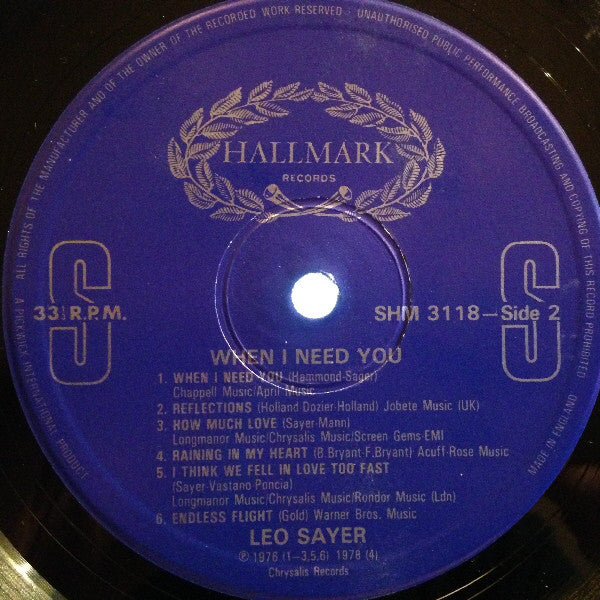 ALL RIGHTS OF THE MANUFACTURER AND OF THE OWNER OF THE RECORDED WORK RESERVED · UNAUTHORISED PUBLIC PERFORMANCE BROADCASTING AND COPYING OF THIS RECORD PROHIBITED
HALLMARK
RECORDS
S
S
33⅓ R.P.M.
SHM 3118–Side 2
WHEN I NEED YOU
1. WHEN I NEED YOU (Hammond-Sager)
Chappell Music/April Music
2. REFLECTIONS (Holland-Dozier-Holland) Jobete Music (UK)
3. HOW MUCH LOVE (Sayer-Mann)
Longmanor Music/Chrysalis Music/Screen Gems-EMI
4. RAINING IN MY HEART (B.Bryant-F.Bryant) Acuff-Rose Music
5. I THINK WE FELL IN LOVE TOO FAST
(Sayer-Vastano-Poncia)
Longmanor Music/Chrysalis Music/Rondor Music (Ldn)
6. ENDLESS FLIGHT (Gold) Warner Bros. Music
LEO SAYER
℗ 1976 (1–3,5,6) 1978 (4)
Chrysalis Records
A PICKWICK INTERNATIONAL PRODUCT
MADE IN ENGLAND